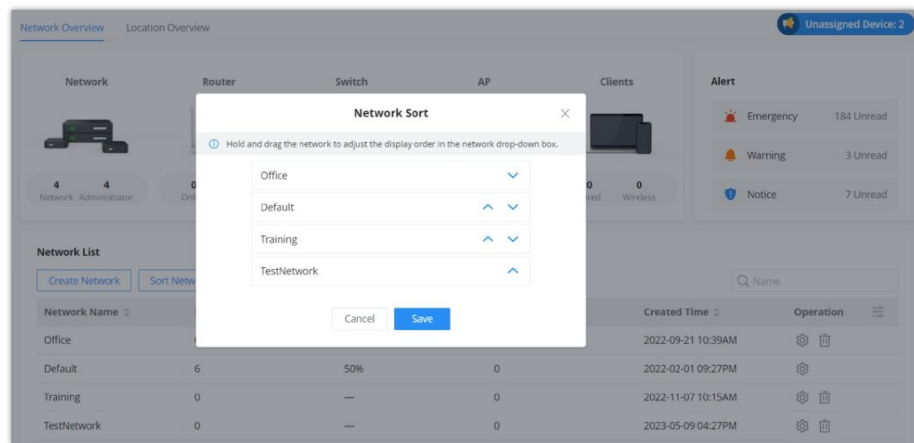 Network Overview Location Overview Unassigned Device: 2
Network Router Switch AP Clients Alert
Network Sort
Emergency 184 Unread
Hold and drag the network to adjust the display order in the network drop-down box.
Warning 3 Unread
Office
4 4 0 0 0
Network Administrator Wireless
Notice 7 Unread
Default
Training
Network List
TestNetwork
Create Network Sort Netw Name
Cancel Save
Network Name Created Time Operation
Office 2022-09-21 10:39AM
Default 6 50% 0 2022-02-01 09:27PM
Training 0 — 0 2022-11-07 10:15AM
TestNetwork 0 — 0 2023-05-09 04:27PM